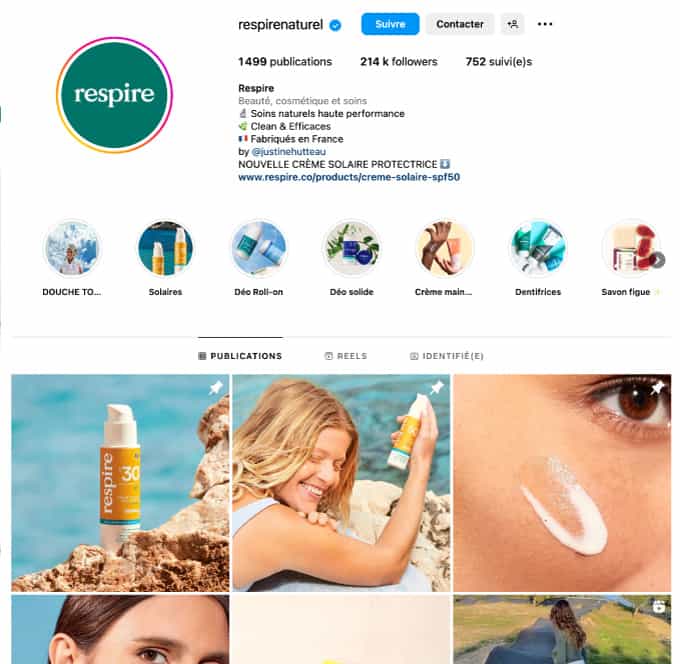 respirenaturel
Suivre
Contacter
1 499 publications
214 k followers
752 suivi(e)s
respire
Respire
Beauté, cosmétique et soins
🔬 Soins naturels haute performance
🌿 Clean & Efficaces
🇫🇷 Fabriqués en France
by @justinehutteau
NOUVELLE CRÈME SOLAIRE PROTECTRICE ⬇️
www.respire.co/products/creme-solaire-spf50
DOUCHE TO...
Solaires
Déo Roll-on
Déo solide
Crème main...
Dentifrices
Savon figue ✨
PUBLICATIONS
REELS
IDENTIFIÉ(E)
respire
30